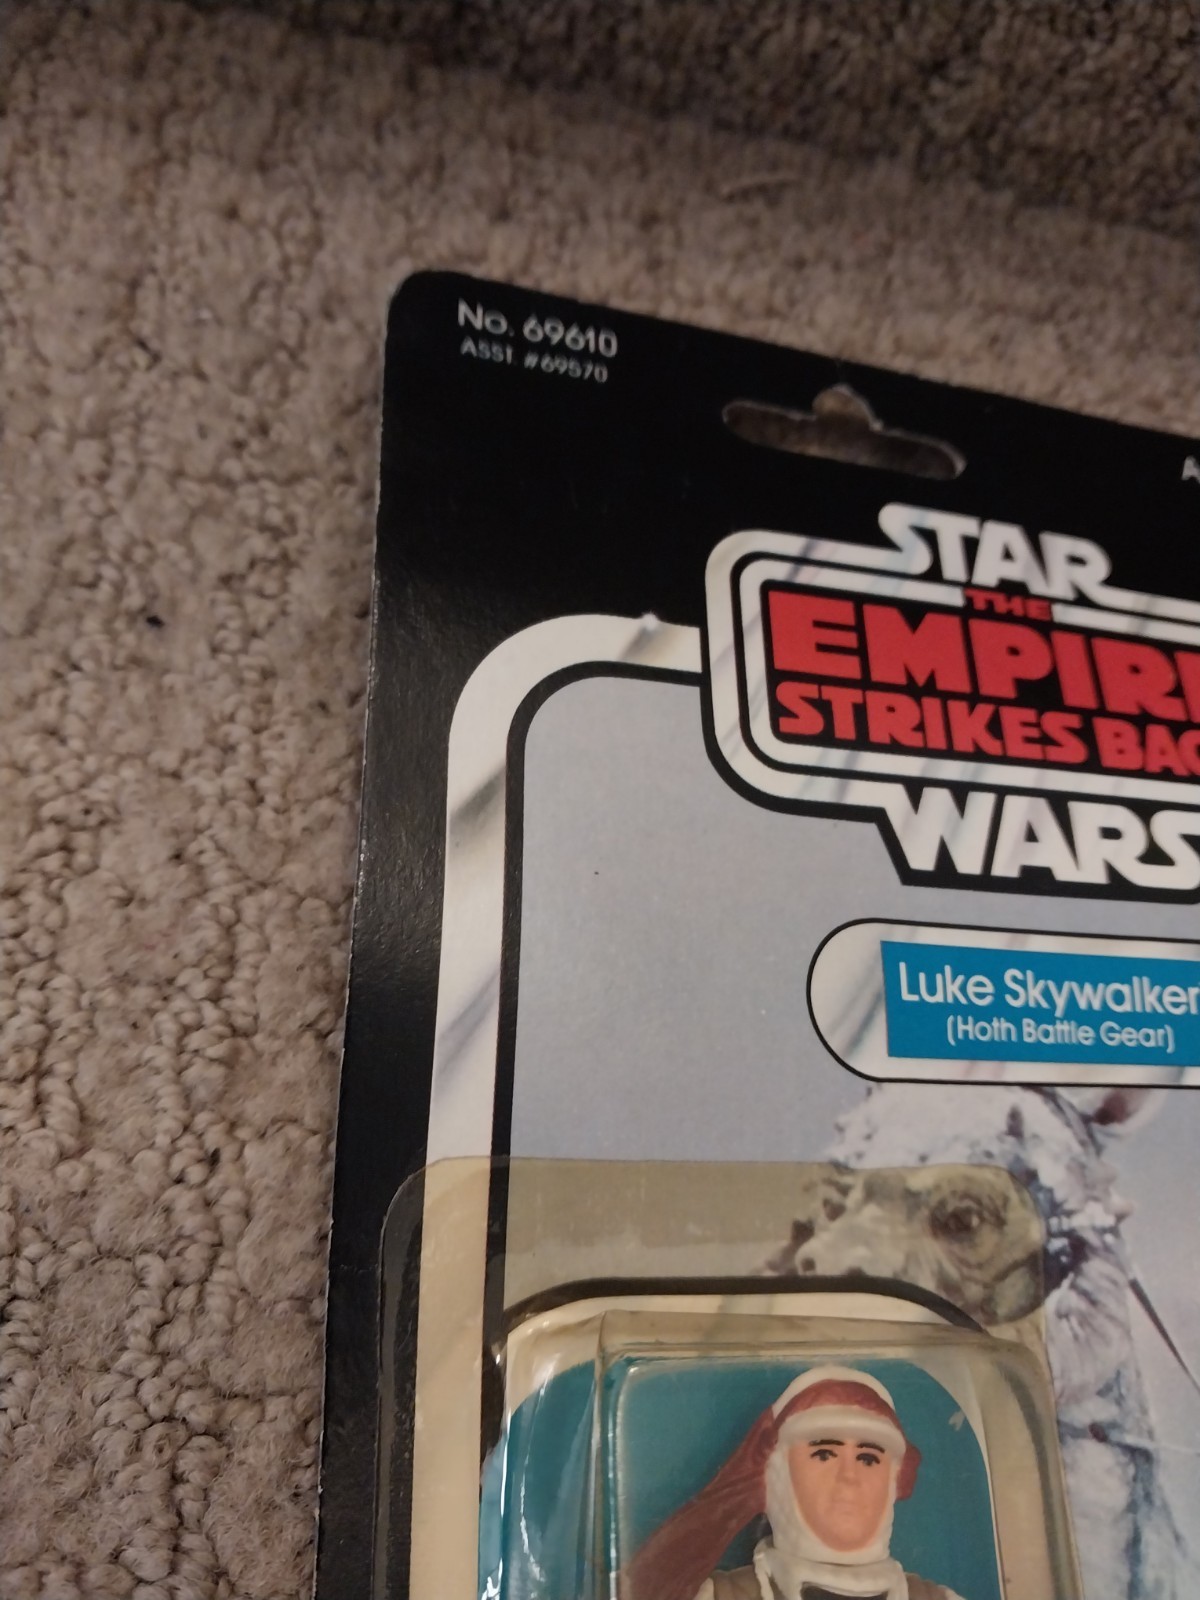 No. 69610
ASST. #69570
STAR
THE
EMPIRE
STRIKES BAC
WARS
Luke Skywalker
(Hoth Battle Gear)